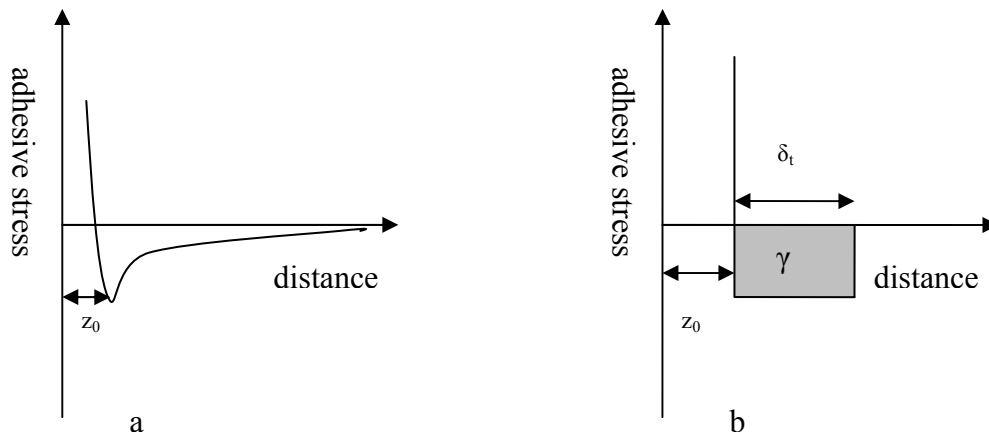 adhesive stress
distance
z₀
a
adhesive stress
δₜ
γ
distance
z₀
b